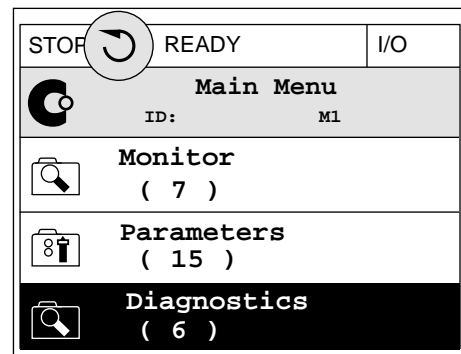 STOP READY I/O
Main Menu
ID: M1
Monitor
( 7 )
Parameters
( 15 )
Diagnostics
( 6 )